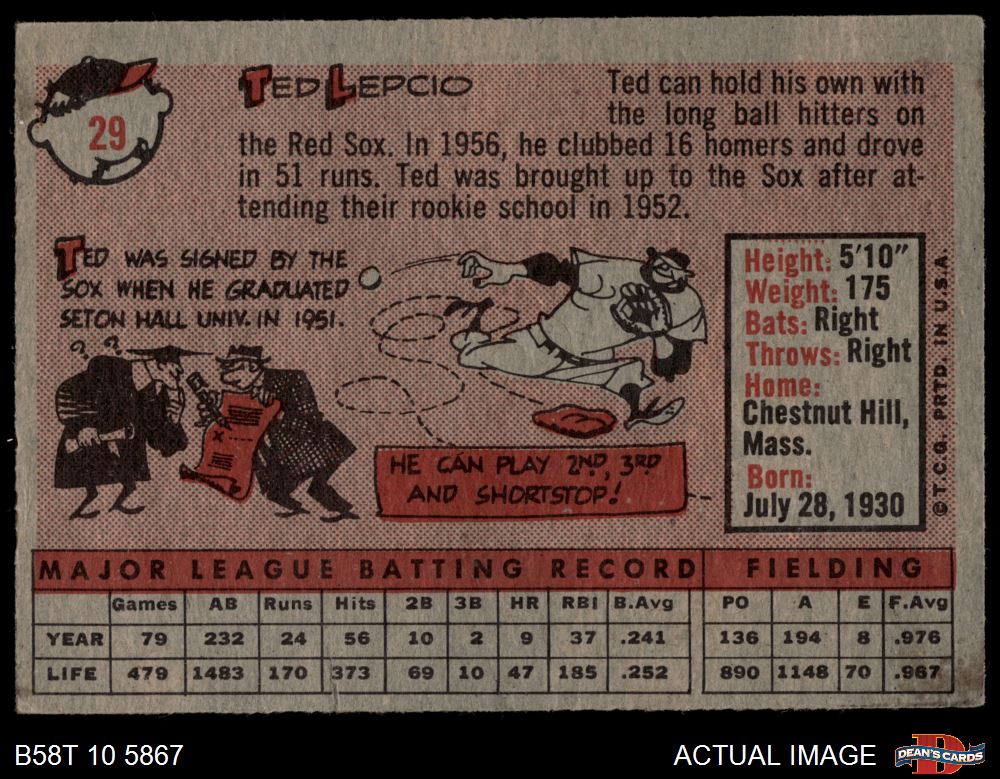 29
TED LEPCIO
Ted can hold his own with
the long ball hitters on
the Red Sox. In 1956, he clubbed 16 homers and drove
in 51 runs. Ted was brought up to the Sox after at-
tending their rookie school in 1952.
TED WAS SIGNED BY THE
SOX WHEN HE GRADUATED
SETON HALL UNIV. IN 1951.
? ?
HE CAN PLAY 2ND, 3RD
AND SHORTSTOP!
Height: 5'10"
Weight: 175
Bats: Right
Throws: Right
Home:
Chestnut Hill,
Mass.
Born:
July 28, 1930
© T.C.G. PRTD. IN U.S.A.
MAJOR LEAGUE BATTING RECORD FIELDING
Games AB Runs Hits 2B 3B HR RBI B.Avg PO A E F.Avg
YEAR 79 232 24 56 10 2 9 37 .241 136 194 8 .976
LIFE 479 1483 170 373 69 10 47 185 .252 890 1148 70 .967
B58T 10 5867
ACTUAL IMAGE
DEAN'S CARDS